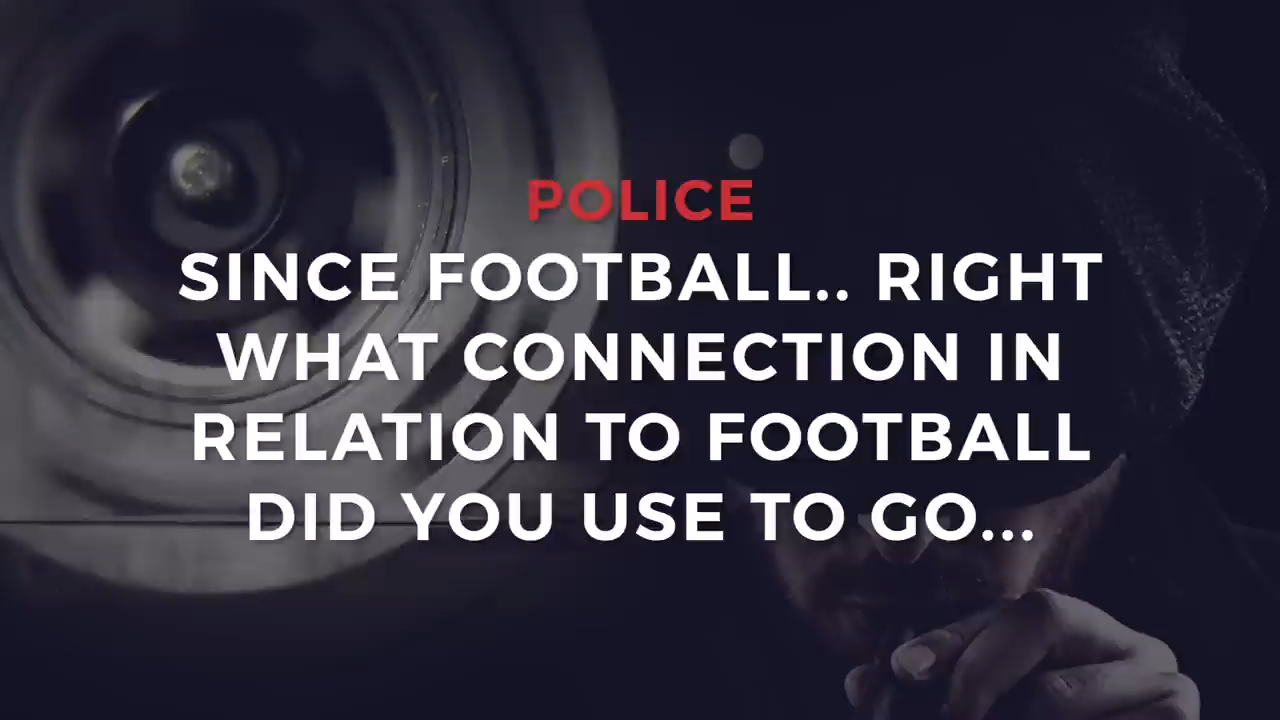 POLICE
SINCE FOOTBALL.. RIGHT
WHAT CONNECTION IN
RELATION TO FOOTBALL
DID YOU USE TO GO...